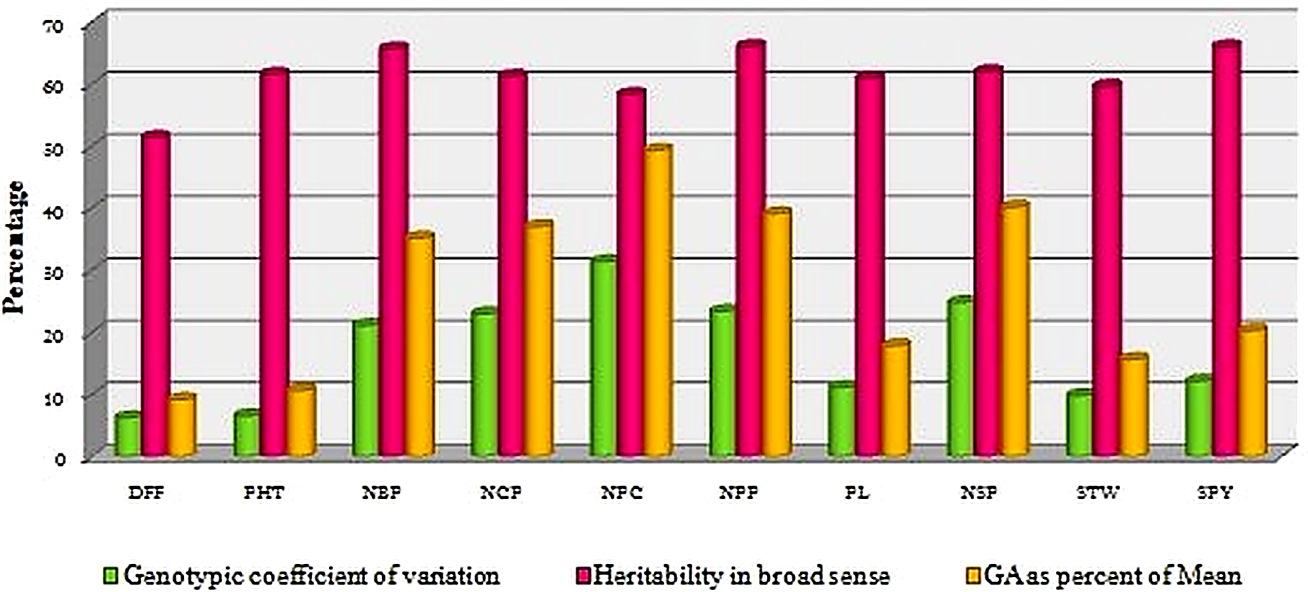 Percentage
70
60
50
40
30
20
10
0
DFF PHT NBP NCP NPC NPP PL NSP STW SPY
Genotypic coefficient of variation Heritability in broad sense GA as percent of Mean